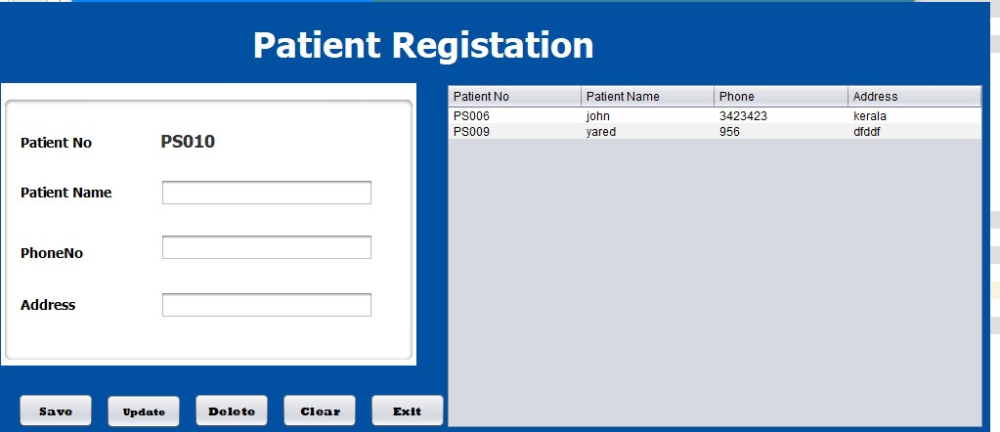 Patient Registation
Patient No PS010
Patient Name
PhoneNo
Address
Save Update Delete Clear Exit
Patient No Patient Name Phone Address
PS006 john 3423423 kerala
PS009 yared 956 dfddf